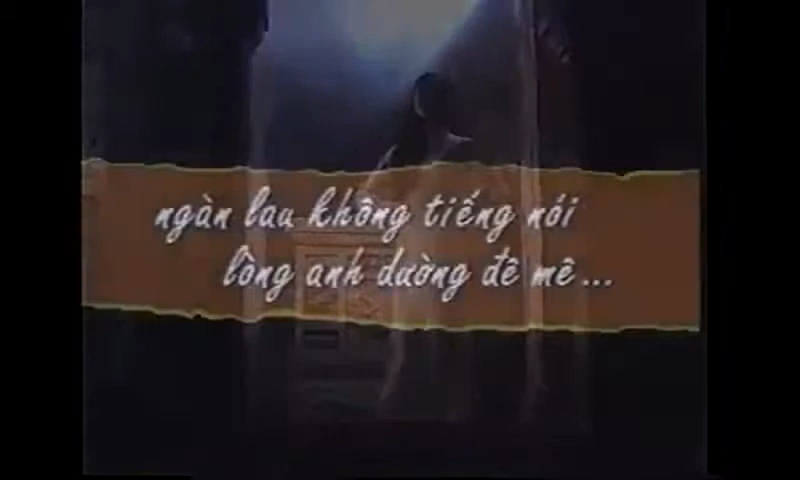 ngàn lau không tiếng nói
lòng anh dường đê mê...